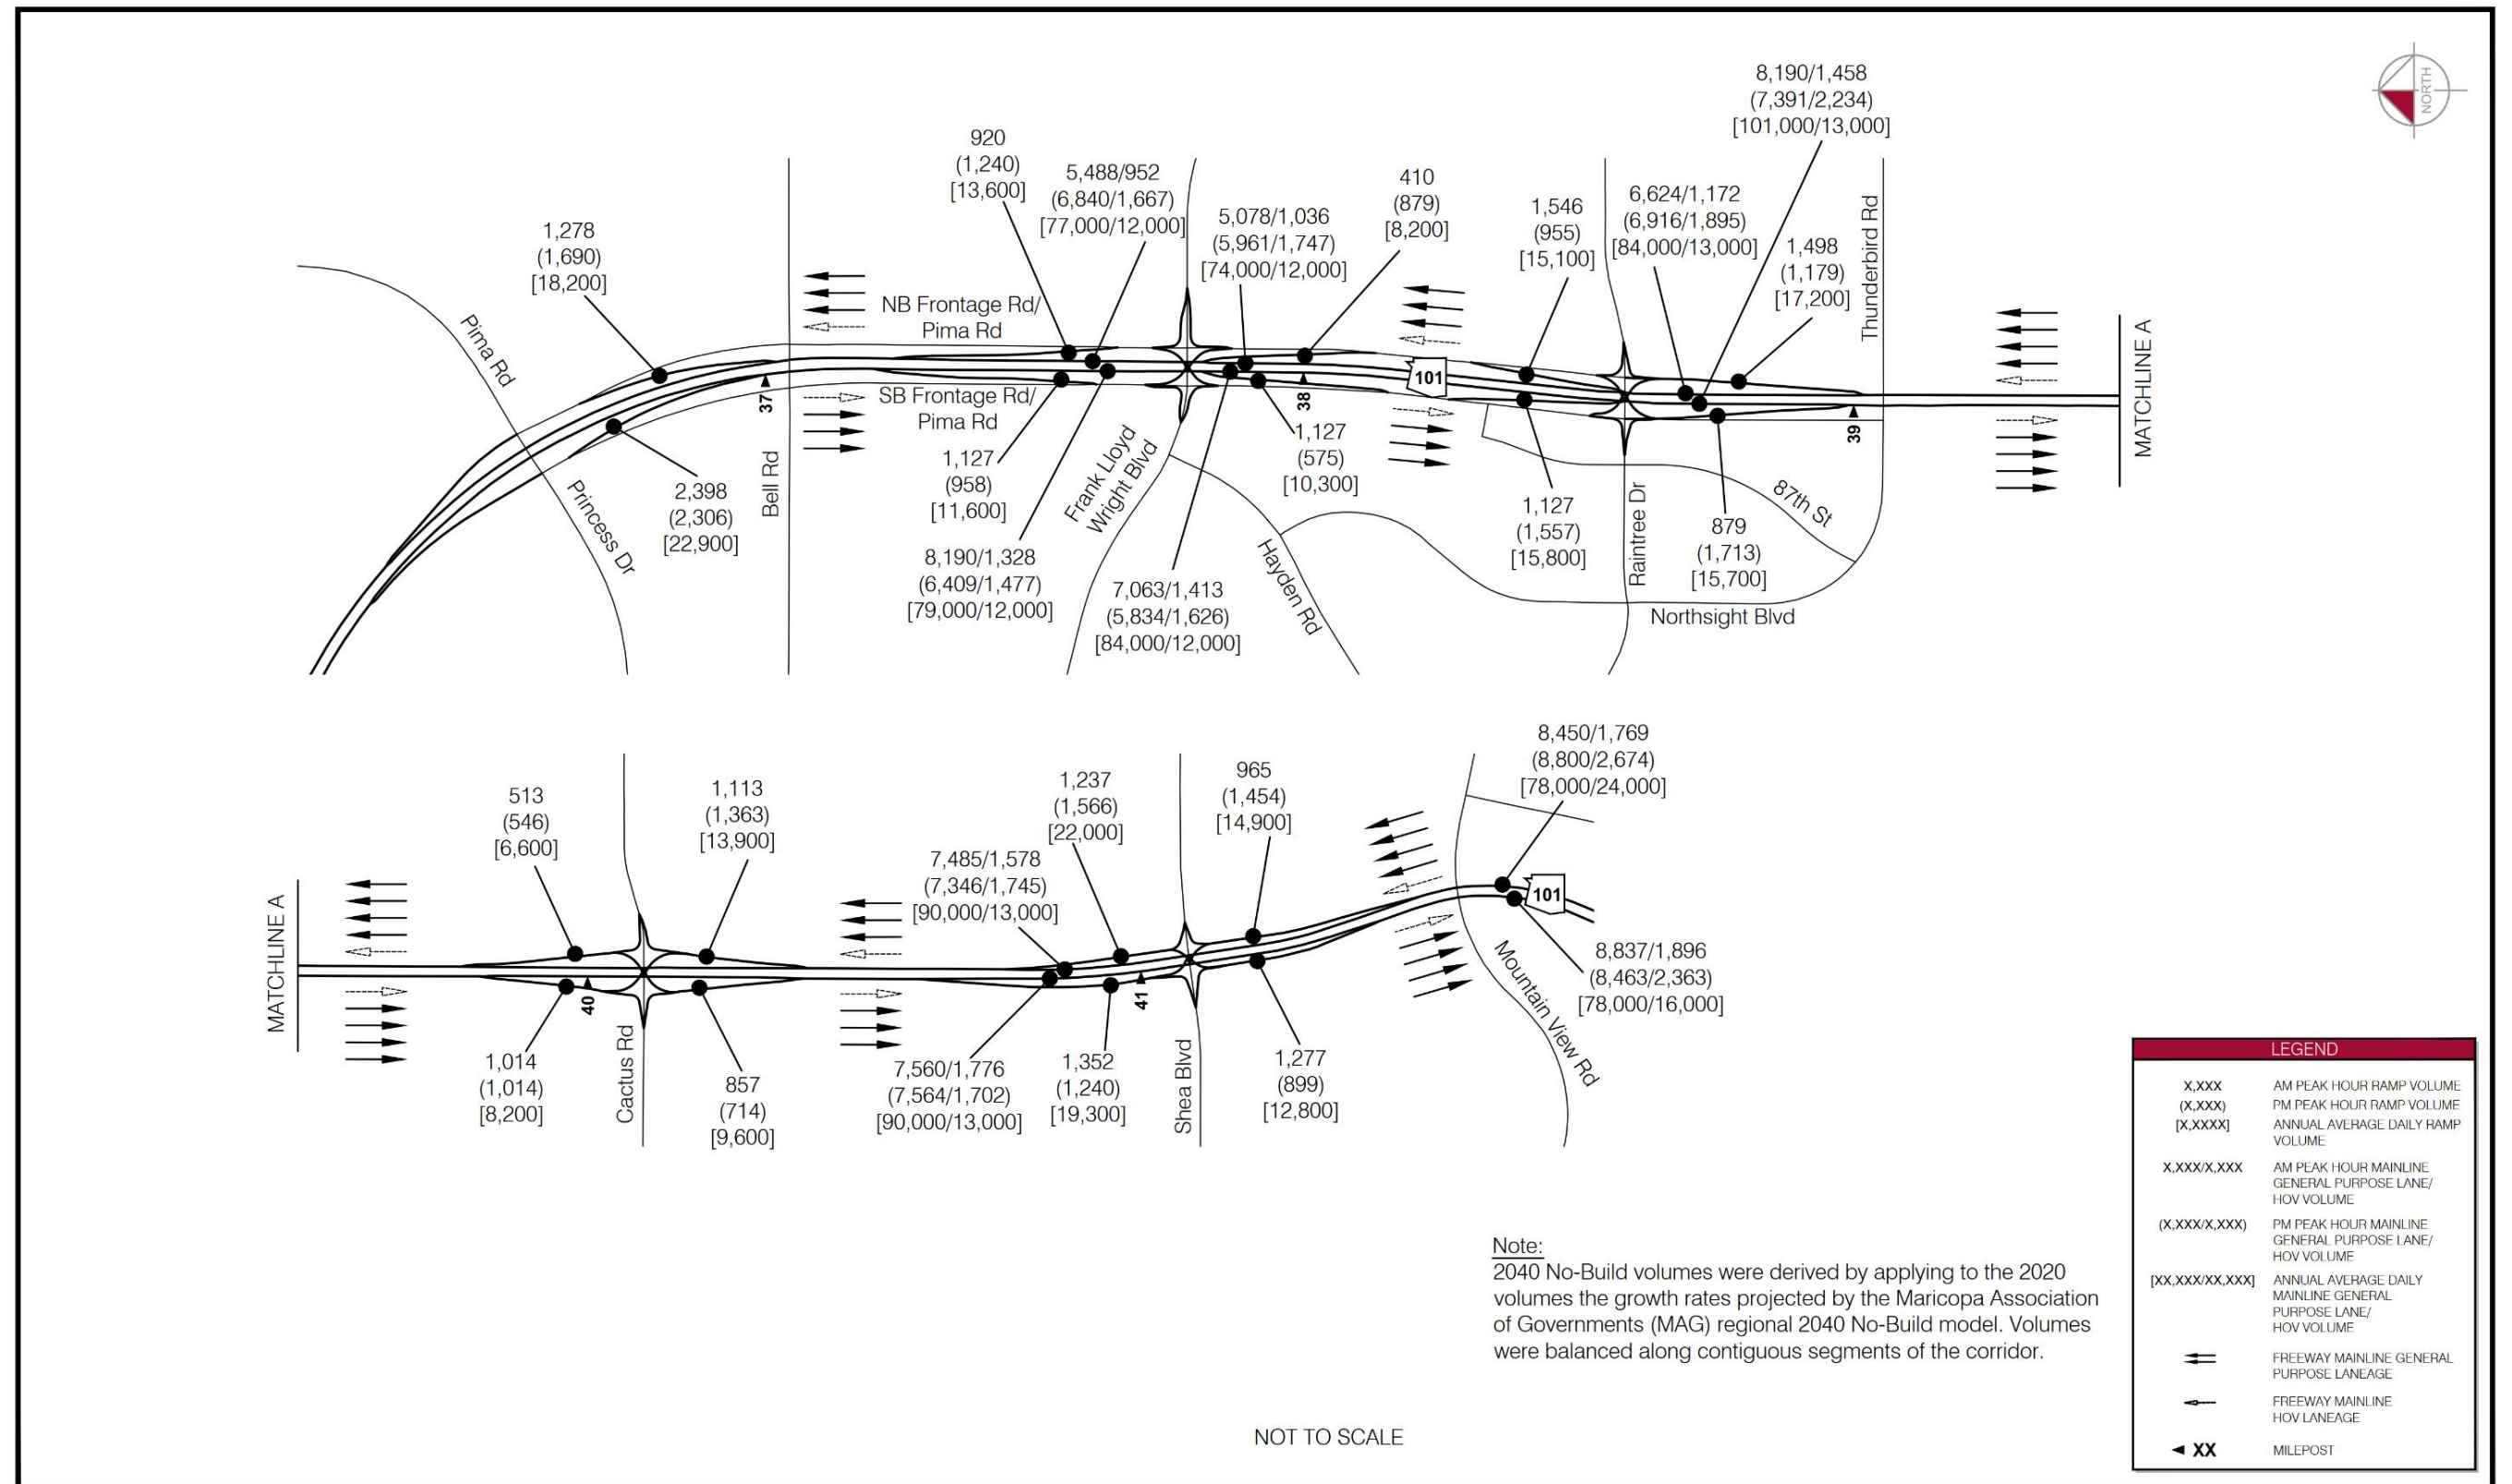 NORTH
8,190/1,458
(7,391/2,234)
[101,000/13,000]
920
(1,240)
[13,600]
5,488/952
(6,840/1,667)
[77,000/12,000]
410
(879)
[8,200]
1,546
(955)
[15,100]
6,624/1,172
(6,916/1,895)
[84,000/13,000]
5,078/1,036
(5,961/1,747)
[74,000/12,000]
1,278
(1,690)
[18,200]
1,498
(1,179)
[17,200]
Thunderbird Rd
NB Frontage Rd/
Pima Rd
Pima Rd
MATCHLINE A
101
37
38
39
SB Frontage Rd/
Pima Rd
Princess Dr
Bell Rd
2,398
(2,306)
[22,900]
1,127
(958)
[11,600]
Frank Lloyd
Wright Blvd
1,127
(575)
[10,300]
Hayden Rd
1,127
(1,557)
[15,800]
Raintree Dr
87th St
879
(1,713)
[15,700]
8,190/1,328
(6,409/1,477)
[79,000/12,000]
7,063/1,413
(5,834/1,626)
[84,000/12,000]
Northsight Blvd
8,450/1,769
(8,800/2,674)
[78,000/24,000]
513
(546)
[6,600]
1,113
(1,363)
[13,900]
1,237
(1,566)
[22,000]
965
(1,454)
[14,900]
7,485/1,578
(7,346/1,745)
[90,000/13,000]
MATCHLINE A
101
40
41
8,837/1,896
(8,463/2,363)
[78,000/16,000]
Mountain View Rd
1,014
(1,014)
[8,200]
Cactus Rd
857
(714)
[9,600]
7,560/1,776
(7,564/1,702)
[90,000/13,000]
1,352
(1,240)
[19,300]
Shea Blvd
1,277
(899)
[12,800]
Note:
2040 No-Build volumes were derived by applying to the 2020
volumes the growth rates projected by the Maricopa Association
of Governments (MAG) regional 2040 No-Build model. Volumes
were balanced along contiguous segments of the corridor.
NOT TO SCALE
LEGEND
X,XXX AM PEAK HOUR RAMP VOLUME
(X,XXX) PM PEAK HOUR RAMP VOLUME
[X,XXXX] ANNUAL AVERAGE DAILY RAMP
VOLUME
X,XXX/X,XXX AM PEAK HOUR MAINLINE
GENERAL PURPOSE LANE/
HOV VOLUME
(X,XXX/X,XXX) PM PEAK HOUR MAINLINE
GENERAL PURPOSE LANE/
HOV VOLUME
[XX,XXX/XX,XXX] ANNUAL AVERAGE DAILY
MAINLINE GENERAL
PURPOSE LANE/
HOV VOLUME
FREEWAY MAINLINE GENERAL
PURPOSE LANEAGE
FREEWAY MAINLINE
HOV LANEAGE
XX MILEPOST